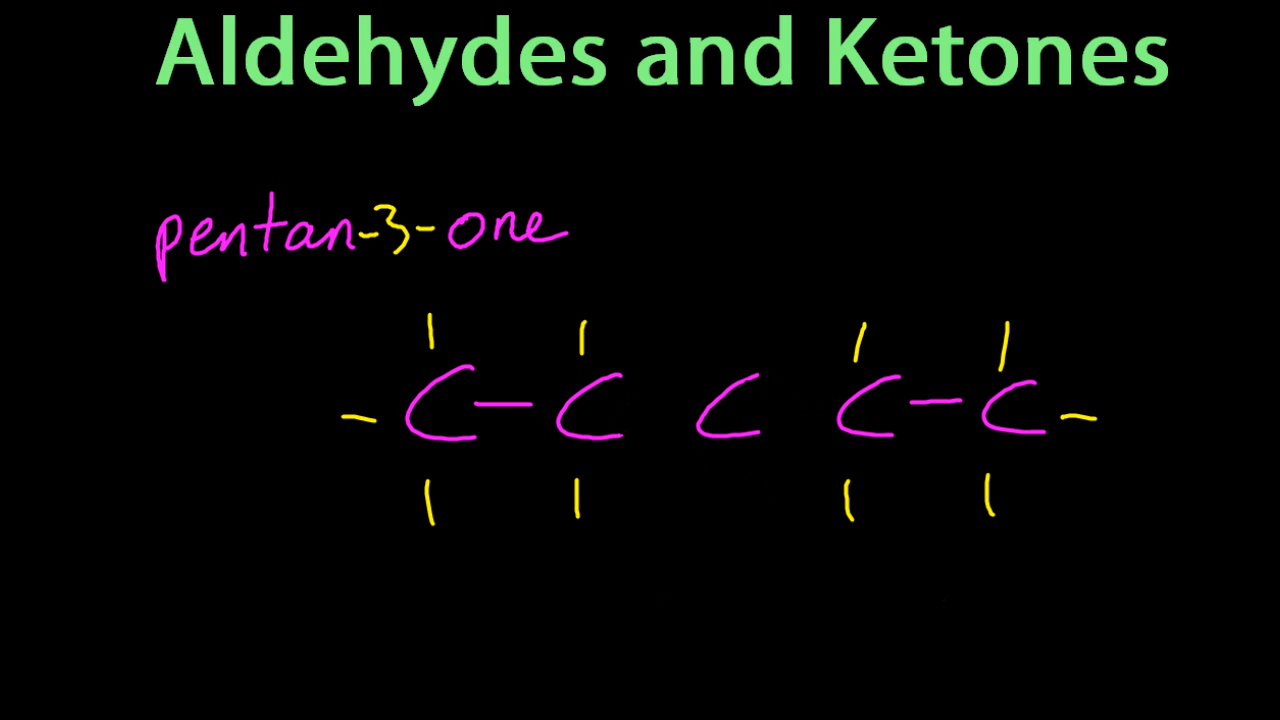 Aldehydes and Ketones
pentan-3-one
C-C C C-C